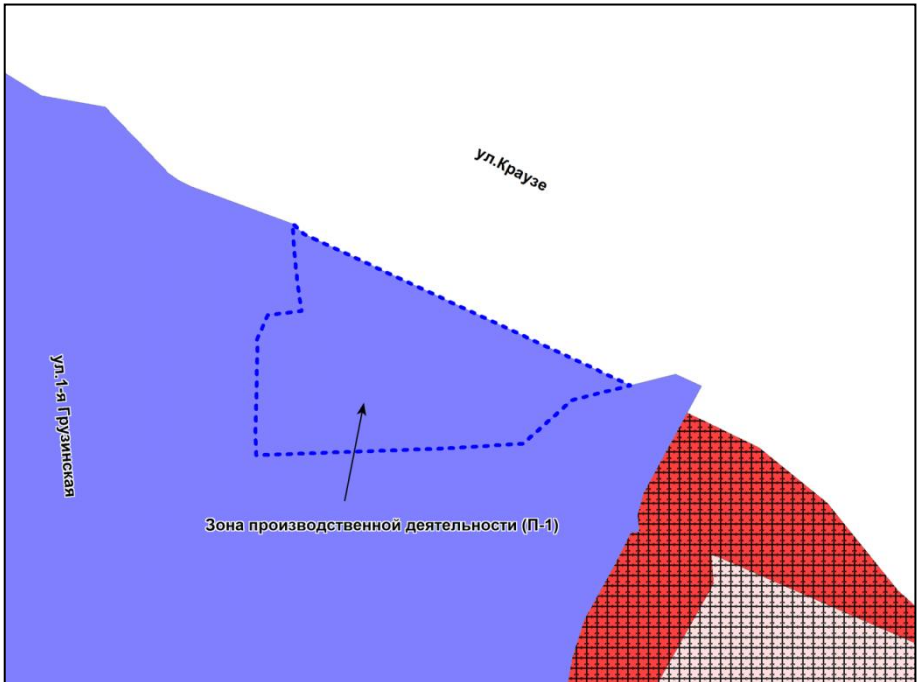 ул.Краузе
ул.1-я Грузинская
Зона производственной деятельности (П-1)